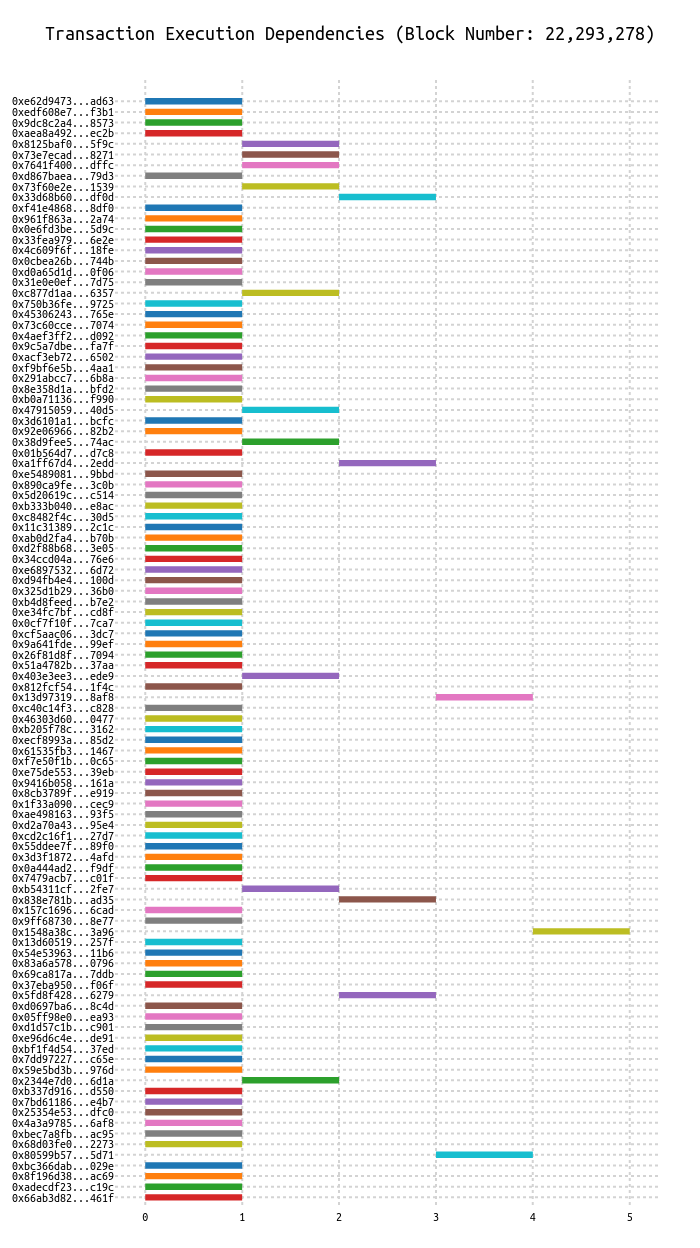 Transaction Execution Dependencies (Block Number: 22,293,278)
0xe62d9473...ad63
0xedf608e7...f3b1
0x9dc8c2a4...8573
0xaea8a492...ec2b
0x8125baf0...5f9c
0x73e7ecad...8271
0x7641f400...dffc
0xd867baea...79d3
0x73f60e2e...1539
0x33d68b60...df0d
0xf41e4868...8df0
0x961f863a...2a74
0x0e6fd3be...5d9c
0x33fea979...6e2e
0x4c609f6f...18fe
0x0cbea26b...744b
0xd0a65d1d...0f06
0x31e0e0ef...7d75
0xc877d1aa...6357
0x750b36fe...9725
0x45306243...765e
0x73c60cce...7074
0x4aef3ff2...d092
0x9c5a7dbe...fa7f
0xacf3eb72...6502
0xf9bf6e5b...4aa1
0x291abcc7...6b8a
0x8e358d1a...bfd2
0xb0a71136...f990
0x47915059...40d5
0x3d6101a1...bcfc
0x92e06966...82b2
0x38d9fee5...74ac
0x01b564d7...d7c8
0xa1ff67d4...2edd
0xe5489081...9bbd
0x890ca9fe...3c0b
0x5d20619c...c514
0xb333b040...e8ac
0xc8482f4c...30d5
0x11c31389...2c1c
0xab0d2fa4...b70b
0xd2f88b68...3e05
0x34ccd04a...76e6
0xe6897532...6d72
0xd94fb4e4...100d
0x325d1b29...36b0
0xb4d8feed...b7e2
0xe34fc7bf...cd8f
0x0cf7f10f...7ca7
0xcf5aac06...3dc7
0x9a641fde...99ef
0x26f81d8f...7094
0x51a4782b...37aa
0x403e3ee3...ede9
0x812fcf54...1f4c
0x13d97319...8af8
0xc40c14f3...c828
0x46303d60...0477
0xb205f78c...3162
0xecf8993a...85d2
0x61535fb3...1467
0xf7e50f1b...0c65
0xe75de553...39eb
0x9416b058...161a
0x8cb3789f...e919
0x1f33a090...cec9
0xae498163...93f5
0xd2a70a43...95e4
0xcd2c16f1...27d7
0x55ddee7f...89f0
0x3d3f1872...4afd
0x0a444ad2...f9df
0x7479acb7...c01f
0xb54311cf...2fe7
0x838e781b...ad35
0x157c1696...6cad
0x9ff68730...8e77
0x1548a38c...3a96
0x13d60519...257f
0x54e53963...11b6
0x83a6a578...0796
0x69ca817a...7ddb
0x37eba950...f06f
0x5fd8f428...6279
0xd0697ba6...8c4d
0x05ff98e0...ea93
0xd1d57c1b...c901
0xe96d6c4e...de91
0xbf1f4d54...37ed
0x7dd97227...c65e
0x59e5bd3b...976d
0x2344e7d0...6d1a
0xb337d916...d550
0x7bd61186...e4b7
0x25354e53...dfc0
0x4a3a9785...6af8
0xbec7a8fb...ac95
0x68d03fe0...2273
0x80599b57...5d71
0xbc366dab...029e
0x8f196d38...ac69
0xadecdf23...c19c
0x66ab3d82...461f
0 1 2 3 4 5